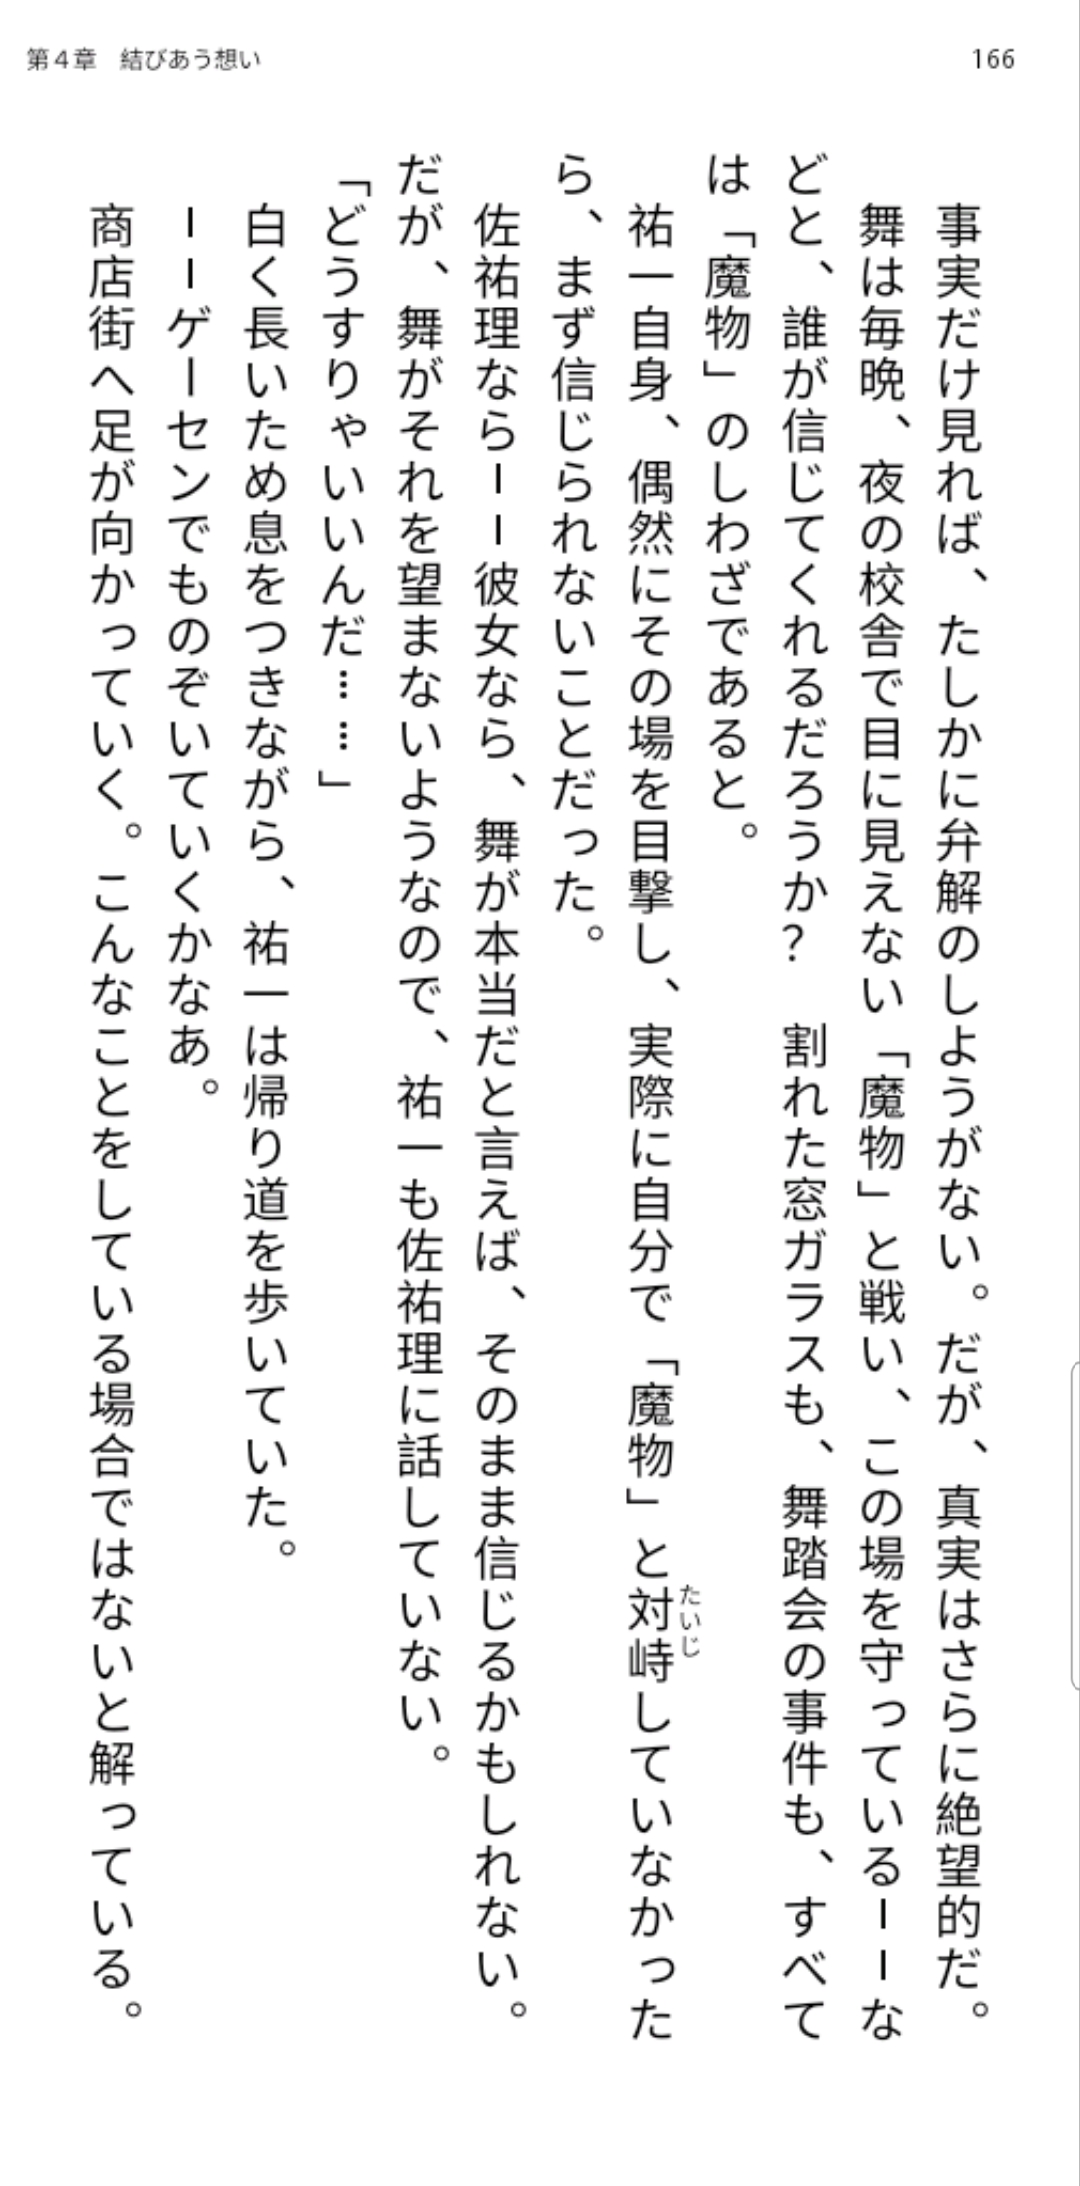 第4章　結びあう想い
166
事実だけ見れば、たしかに弁解のしようがない。だが、真実はさらに絶望的だ。
舞は毎晩、夜の校舎で目に見えない「魔物」と戦い、この場を守っているーーな
どと、誰が信じてくれるだろうか？　割れた窓ガラスも、舞踏会の事件も、すべて
は「魔物」のしわざであると。
祐一自身、偶然にその場を目撃し、実際に自分で「魔物」と対峙していなかった
たいじ
ら、まず信じられないことだった。
佐祐理ならーー彼女なら、舞が本当だと言えば、そのまま信じるかもしれない。
だが、舞がそれを望まないようなので、祐一も佐祐理に話していない。
「どうすりゃいいんだ……」
白く長いため息をつきながら、祐一は帰り道を歩いていた。
ーーゲーセンでものぞいていくかなあ。
商店街へ足が向かっていく。こんなことをしている場合ではないと解っている。